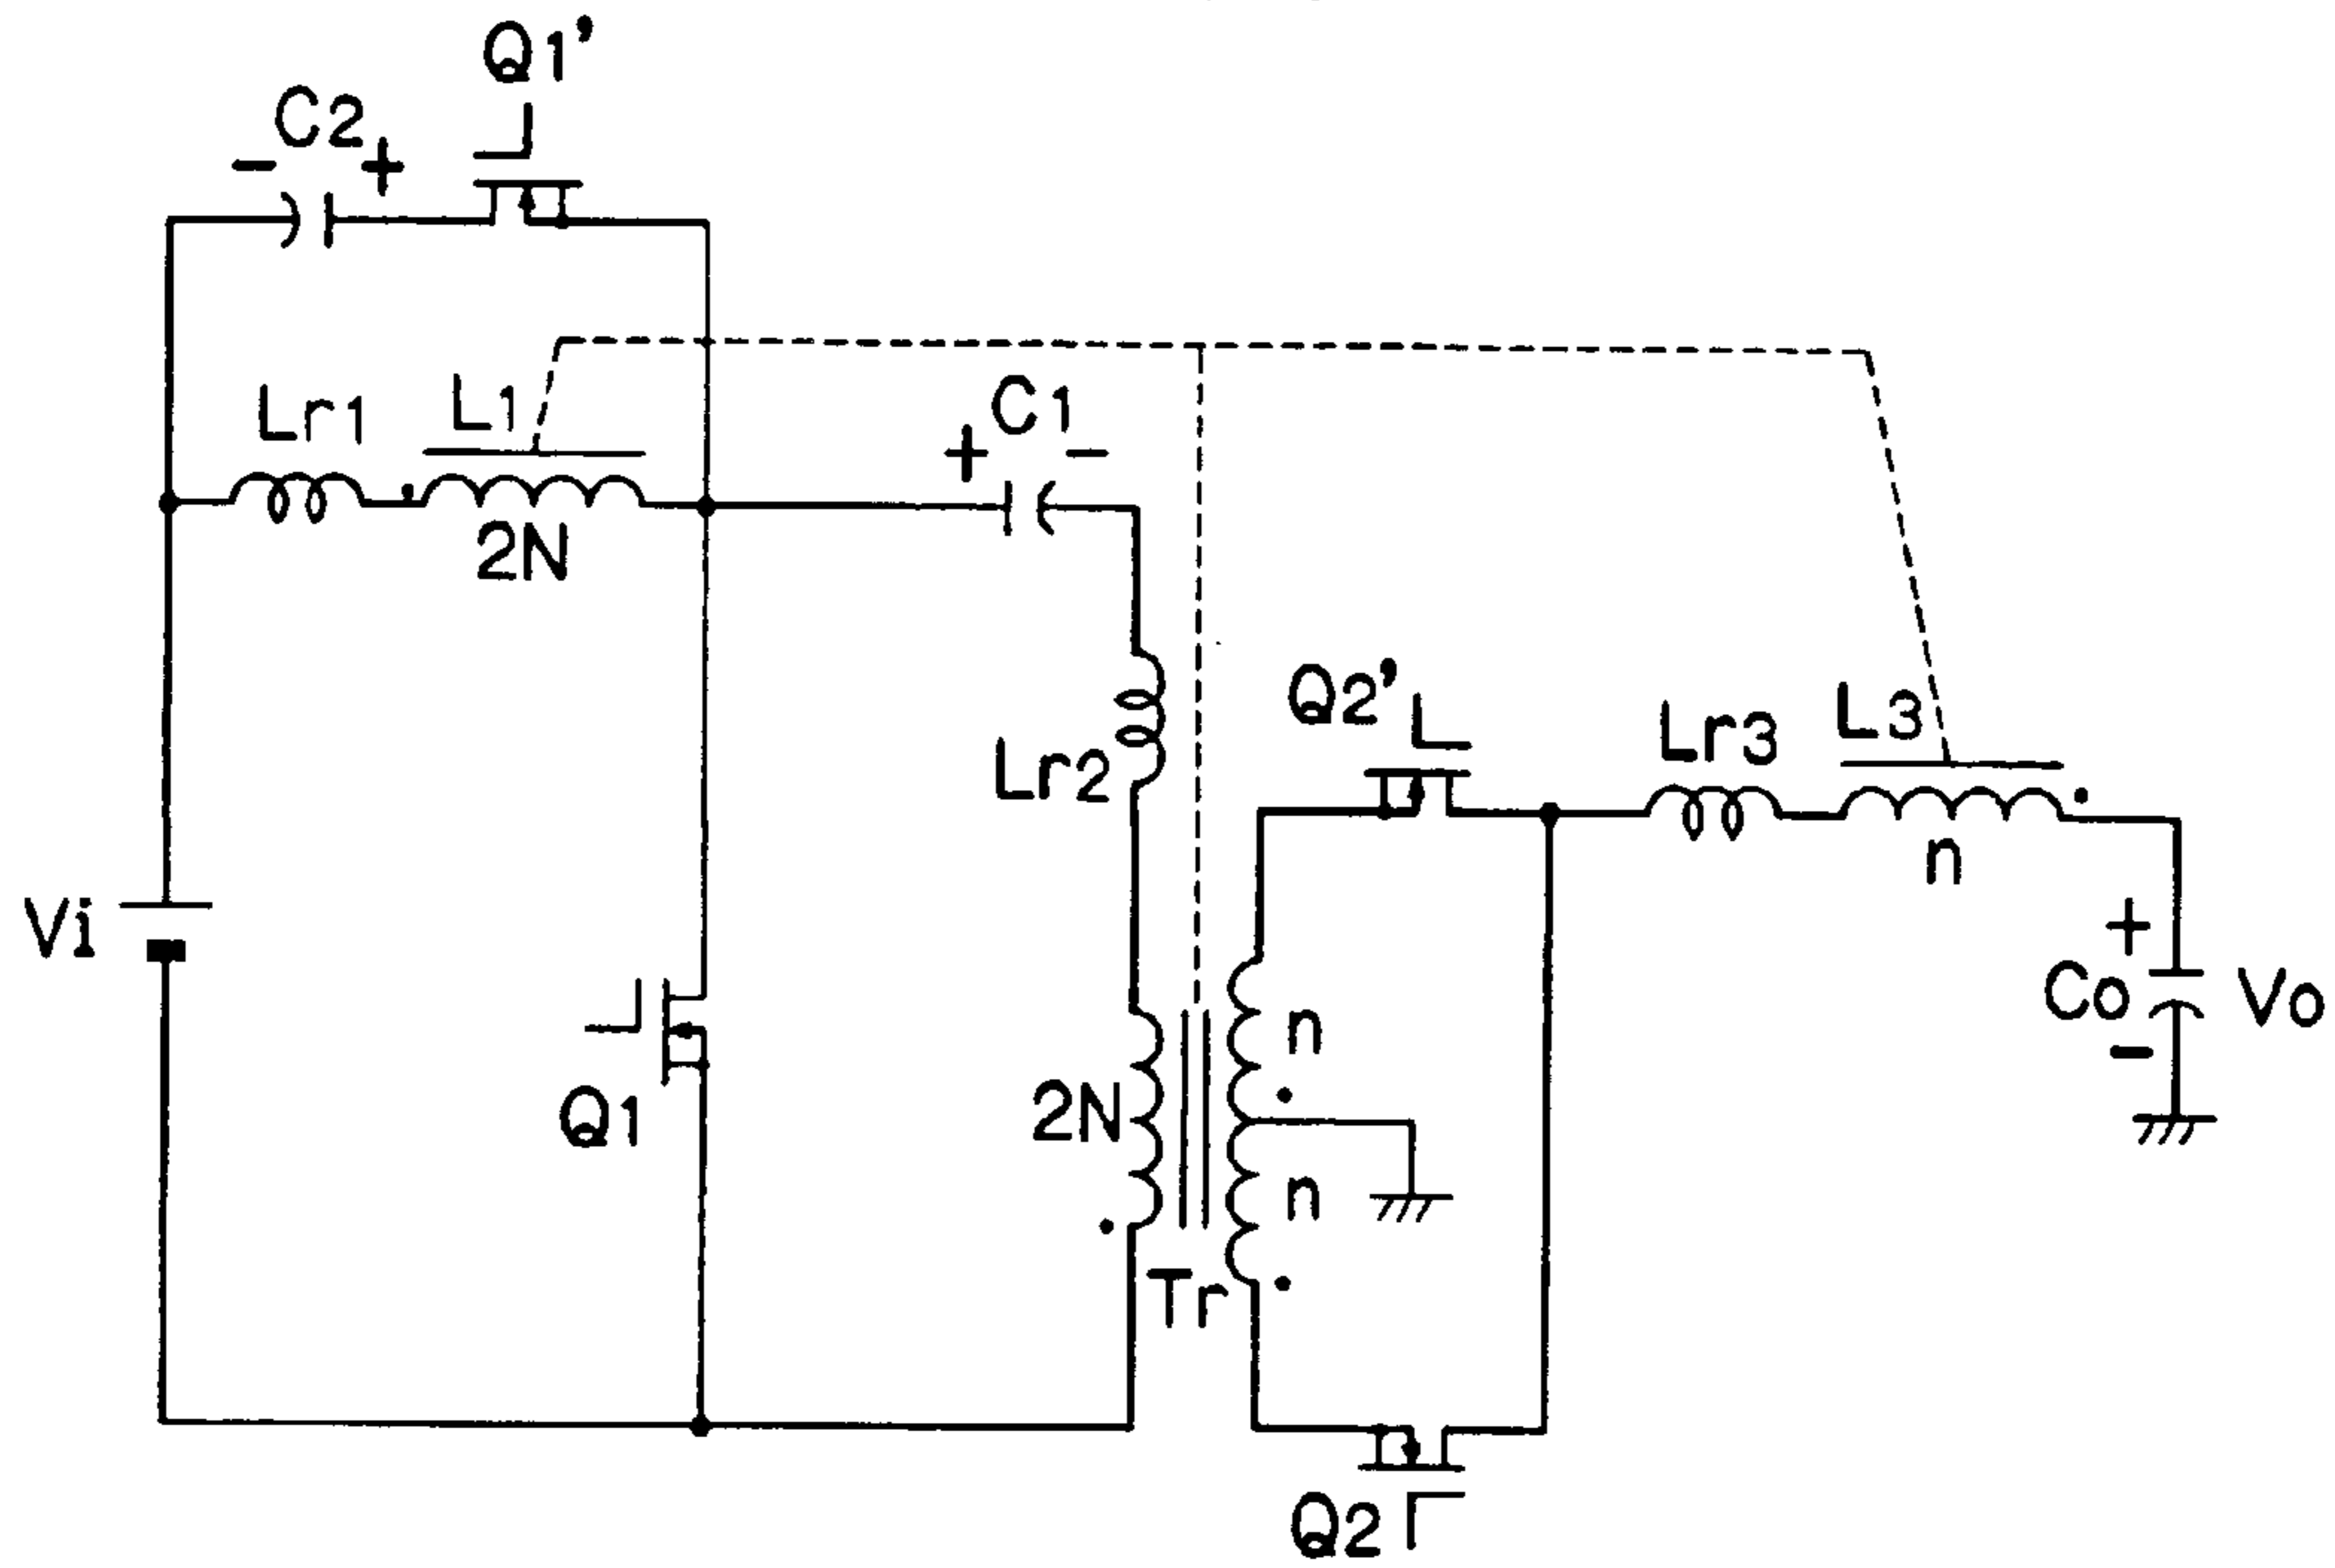 Q1'
C2
- +
Lr1
L1
2N
C1
+ -
Lr2
Q2'
Lr3
L3
n
Vi
+
Co
Vo
-
Q1
2N
n
n
Tr
Q2